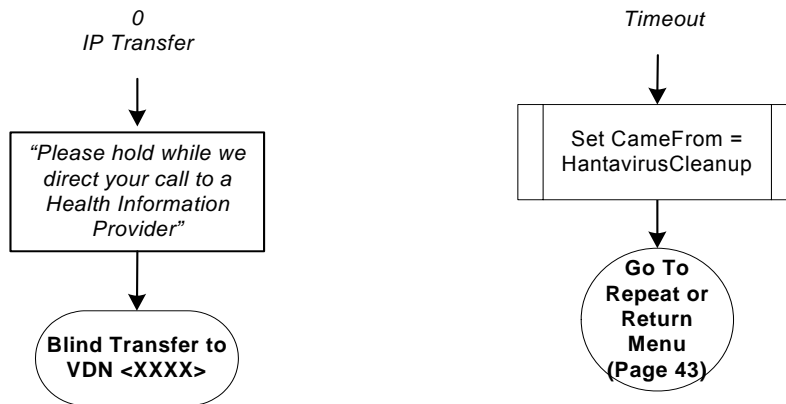 0
IP Transfer
“Please hold while we
direct your call to a
Health Information
Provider”
Blind Transfer to
VDN <XXXX>
Timeout
Set CameFrom =
HantavirusCleanup
Go To
Repeat or
Return
Menu
(Page 43)